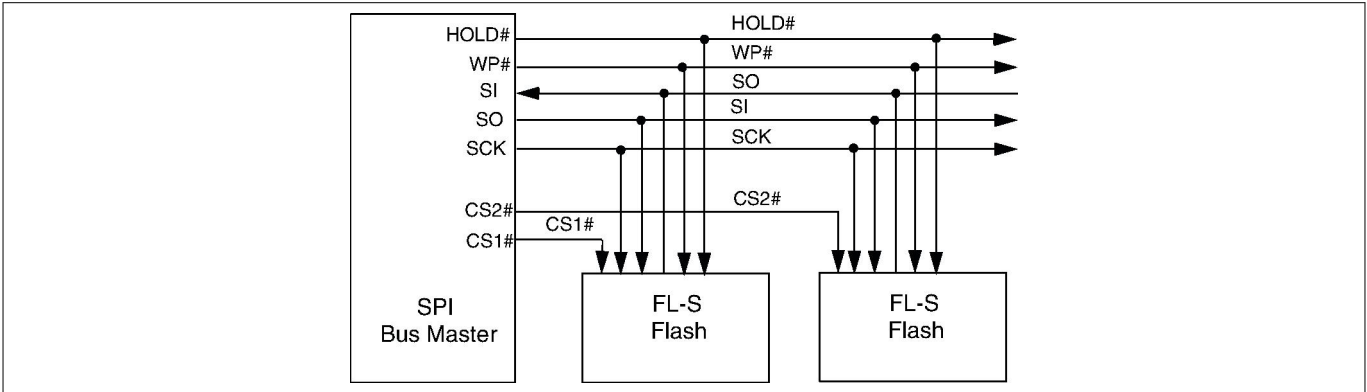 HOLD#
HOLD#
WP#
WP#
SI
SO
SO
SI
SCK
SCK
CS2#
CS2#
CS1#
CS1#
SPI
Bus Master
FL-S
Flash
FL-S
Flash